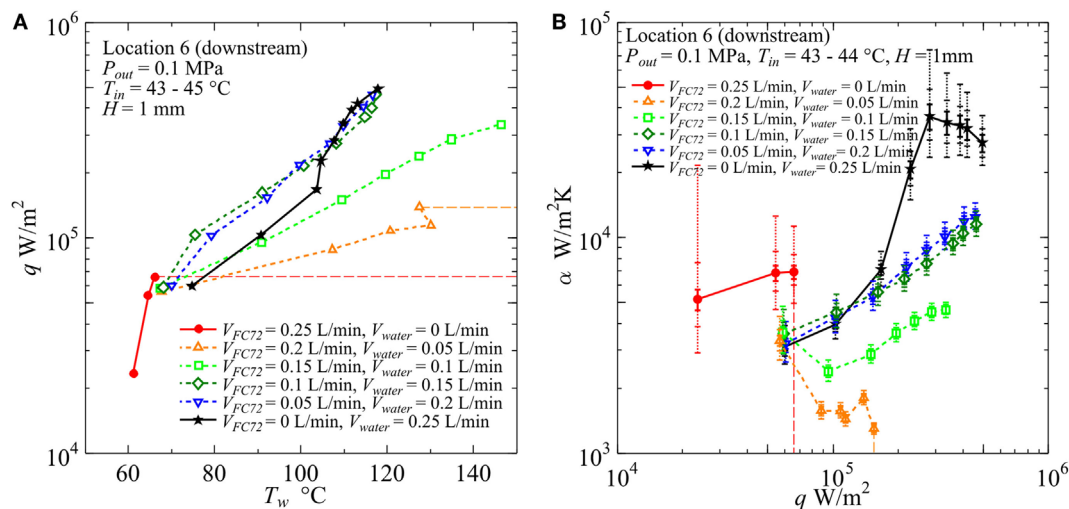 A
Location 6 (downstream)
P_out = 0.1 MPa
T_in = 43 - 45 °C
H = 1 mm
10^6
10^5
10^4
q W/m^2
V_FC72 = 0.25 L/min, V_water = 0 L/min
V_FC72 = 0.2 L/min, V_water = 0.05 L/min
V_FC72 = 0.15 L/min, V_water = 0.1 L/min
V_FC72 = 0.1 L/min, V_water = 0.15 L/min
V_FC72 = 0.05 L/min, V_water = 0.2 L/min
V_FC72 = 0 L/min, V_water = 0.25 L/min
60 80 100 120 140
T_w °C
B
Location 6 (downstream)
P_out = 0.1 MPa, T_in = 43 - 44 °C, H = 1mm
V_FC72 = 0.25 L/min, V_water = 0 L/min
V_FC72 = 0.2 L/min, V_water = 0.05 L/min
V_FC72 = 0.15 L/min, V_water = 0.1 L/min
V_FC72 = 0.1 L/min, V_water = 0.15 L/min
V_FC72 = 0.05 L/min, V_water = 0.2 L/min
V_FC72 = 0 L/min, V_water = 0.25 L/min
10^5
10^4
10^3
α W/m^2K
10^4 10^5 10^6
q W/m^2